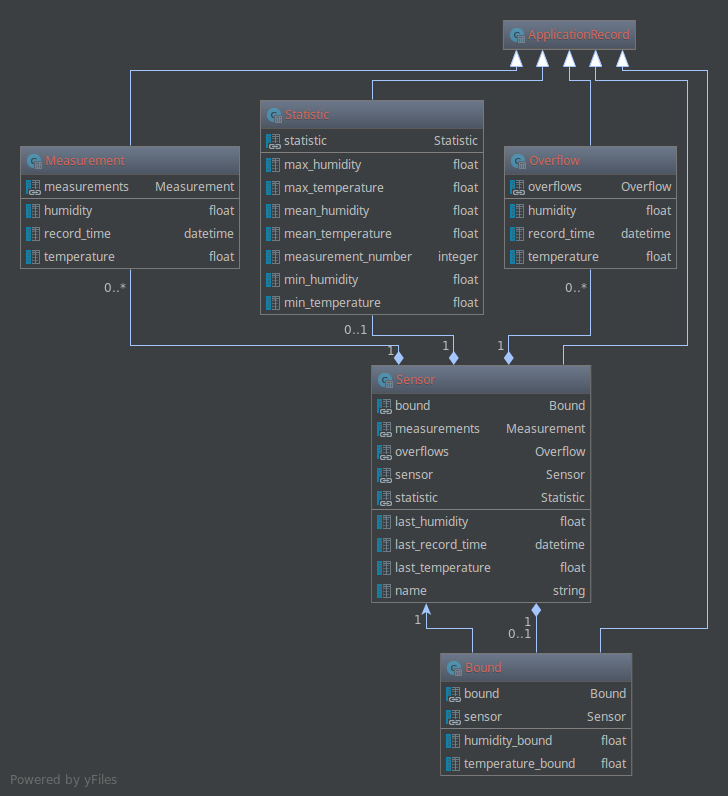 ApplicationRecord
Statistic
statistic Statistic
max_humidity float
max_temperature float
mean_humidity float
mean_temperature float
measurement_number integer
min_humidity float
min_temperature float
Measurement
measurements Measurement
humidity float
record_time datetime
temperature float
Overflow
overflows Overflow
humidity float
record_time datetime
temperature float
0..*
0..*
0..1
1
1
1
Sensor
bound Bound
measurements Measurement
overflows Overflow
sensor Sensor
statistic Statistic
last_humidity float
last_record_time datetime
last_temperature float
name string
1
1
0..1
Bound
bound Bound
sensor Sensor
humidity_bound float
temperature_bound float
Powered by yFiles